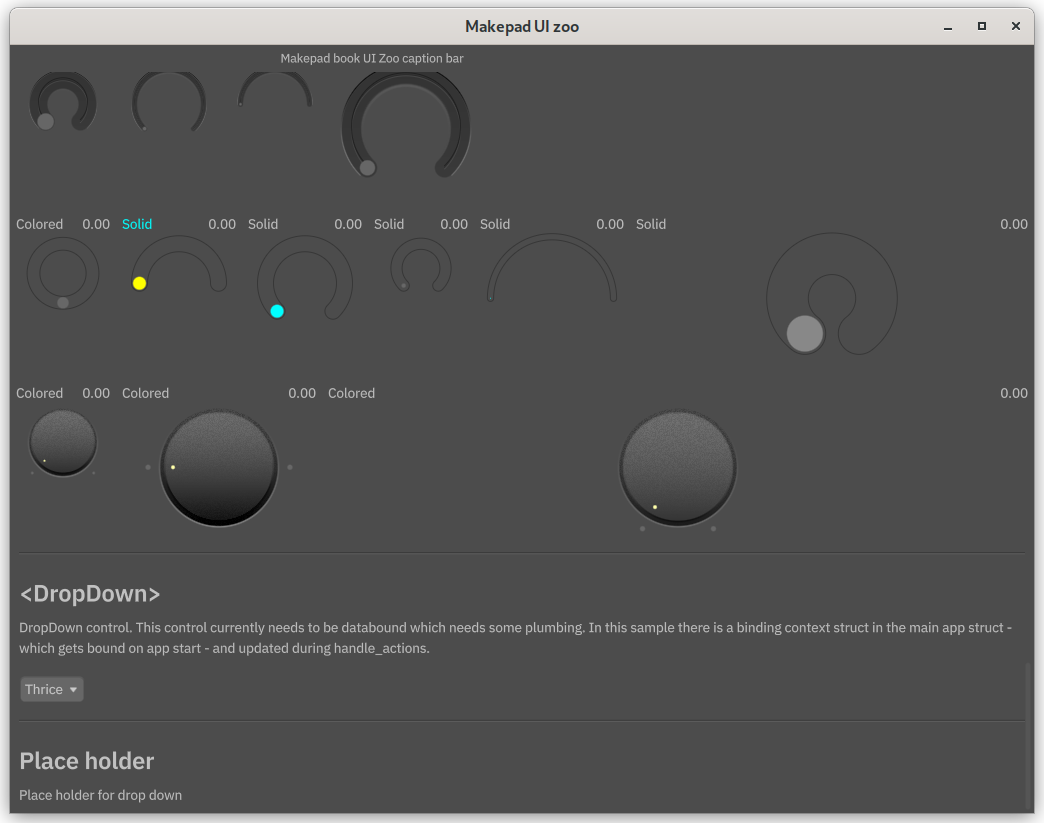 Makepad UI zoo
Makepad book UI Zoo caption bar
Colored 0.00 Solid 0.00 Solid 0.00 Solid 0.00 Solid 0.00 Solid 0.00
Colored 0.00 Colored 0.00 Colored 0.00
<DropDown>
DropDown control. This control currently needs to be databound which needs some plumbing. In this sample there is a binding context struct in the main app struct -
which gets bound on app start - and updated during handle_actions.
Thrice
Place holder
Place holder for drop down